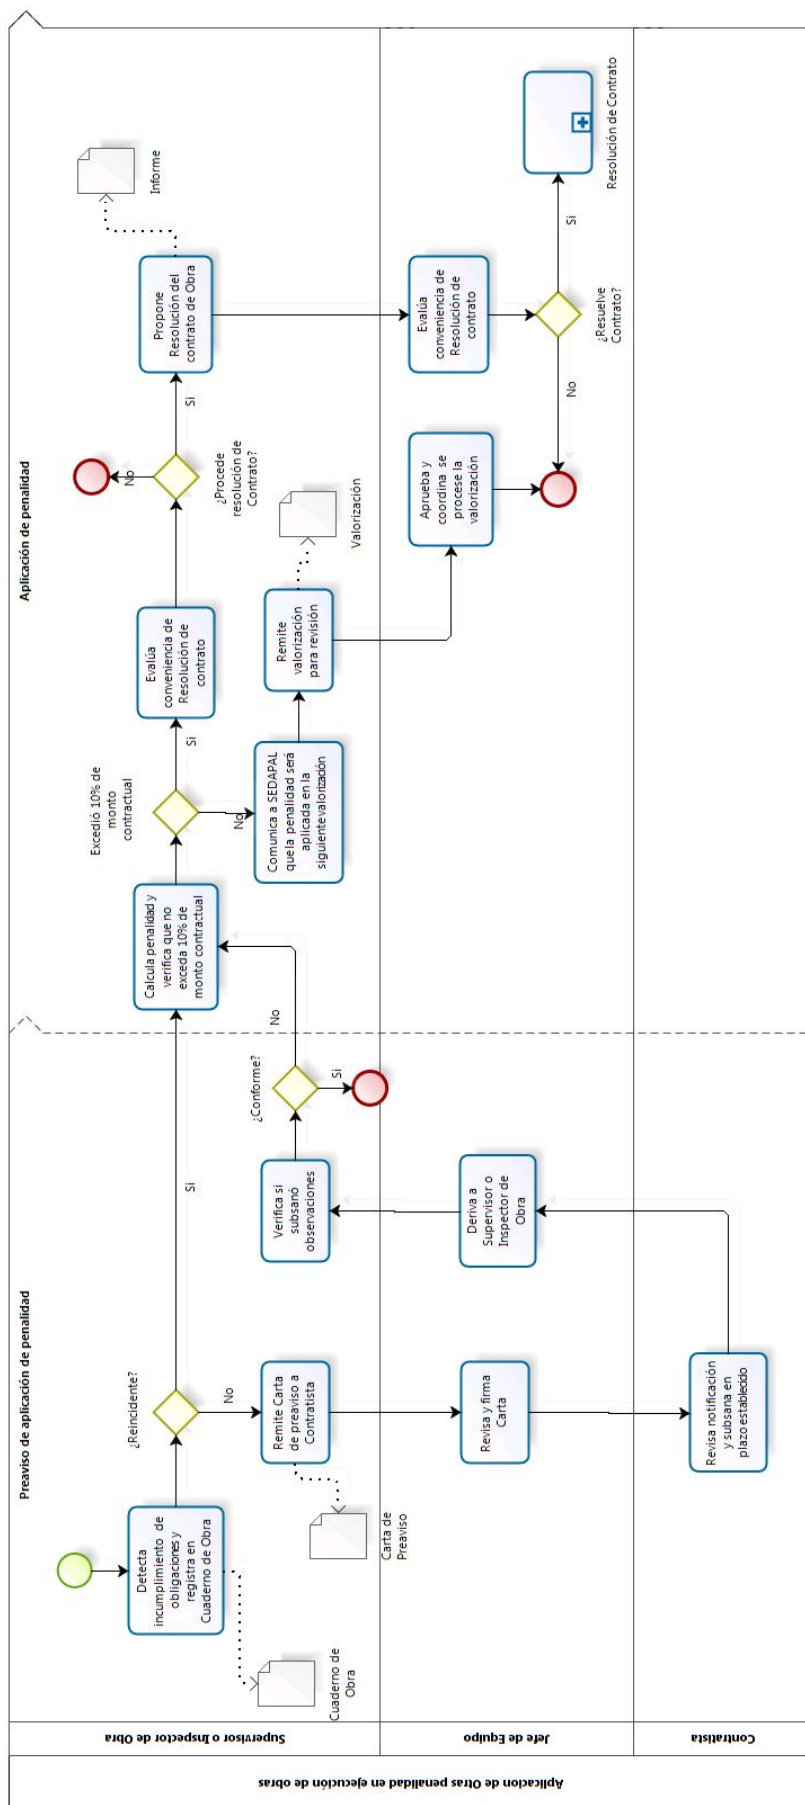 Aplicacion de Otras penalidad en ejecución de obras
Supervisor o Inspector de Obra
Jefe de Equipo
Contratista
Preaviso de aplicación de penalidad
Aplicación de penalidad
Detecta
incumplimiento de
obligaciones y
registra en
Cuaderno de Obra
Cuaderno de
Obra
¿Reincidente?
Si
No
Remite Carta
de preaviso a
Contratista
Carta de
Preaviso
Revisa y firma
Carta
Revisa notificación
y subsana en
plazo establecido
Deriva a
Supervisor o
Inspector de
Obra
Verifica si
subsanó
observaciones
¿Conforme?
Si
No
Calcula penalidad y
verifica que no
exceda 10% de
monto contractual
Excedió 10% de
monto
contractual
Si
No
Comunica a SEDAPAL
que la penalidad será
aplicada en la
siguiente valorización
Remite
valorización
para revisión
Valorización
Aprueba y
coordina se
procese la
valorización
Evalúa
conveniencia de
Resolución de
contrato
¿Procede
resolución de
Contrato?
No
Si
Propone
Resolución del
contrato de Obra
Informe
Evalúa
conveniencia de
Resolución de
contrato
¿Resuelve
Contrato?
No
Si
Resolución de Contrato